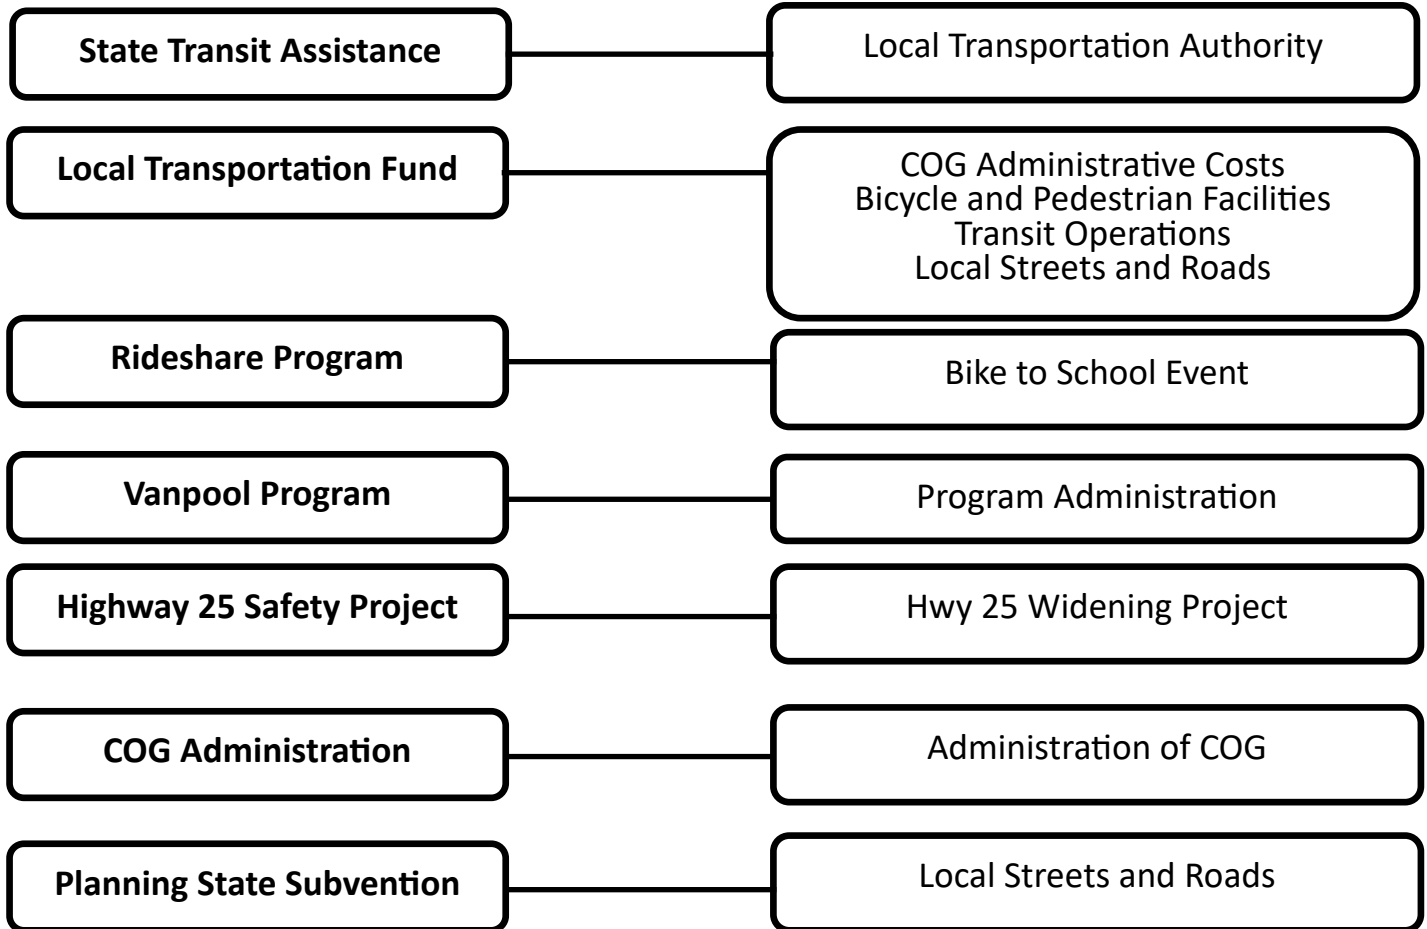 State Transit Assistance
Local Transportation Authority
Local Transportation Fund
COG Administrative Costs
Bicycle and Pedestrian Facilities
Transit Operations
Local Streets and Roads
Rideshare Program
Bike to School Event
Vanpool Program
Program Administration
Highway 25 Safety Project
Hwy 25 Widening Project
COG Administration
Administration of COG
Planning State Subvention
Local Streets and Roads